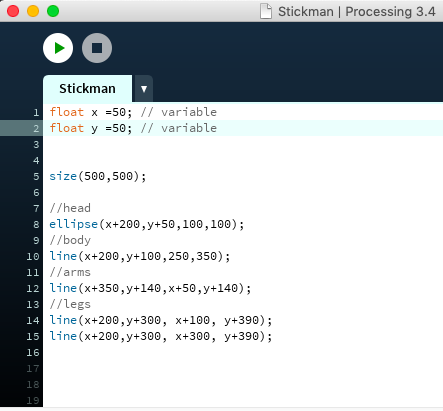 Stickman | Processing 3.4
Stickman ▼
1 float x =50; // variable
2 float y =50; // variable
3
4
5 size(500,500);
6
7 //head
8 ellipse(x+200,y+50,100,100);
9 //body
10 line(x+200,y+100,250,350);
11 //arms
12 line(x+350,y+140,x+50,y+140);
13 //legs
14 line(x+200,y+300, x+100, y+390);
15 line(x+200,y+300, x+300, y+390);
16
17
18
19